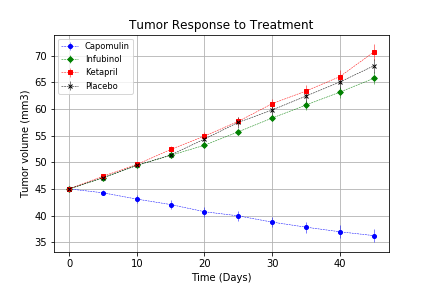 Tumor Response to Treatment
Capomulin
Infubinol
Ketapril
Placebo
Tumor volume (mm3)
70
65
60
55
50
45
40
35
0
10
20
30
40
Time (Days)